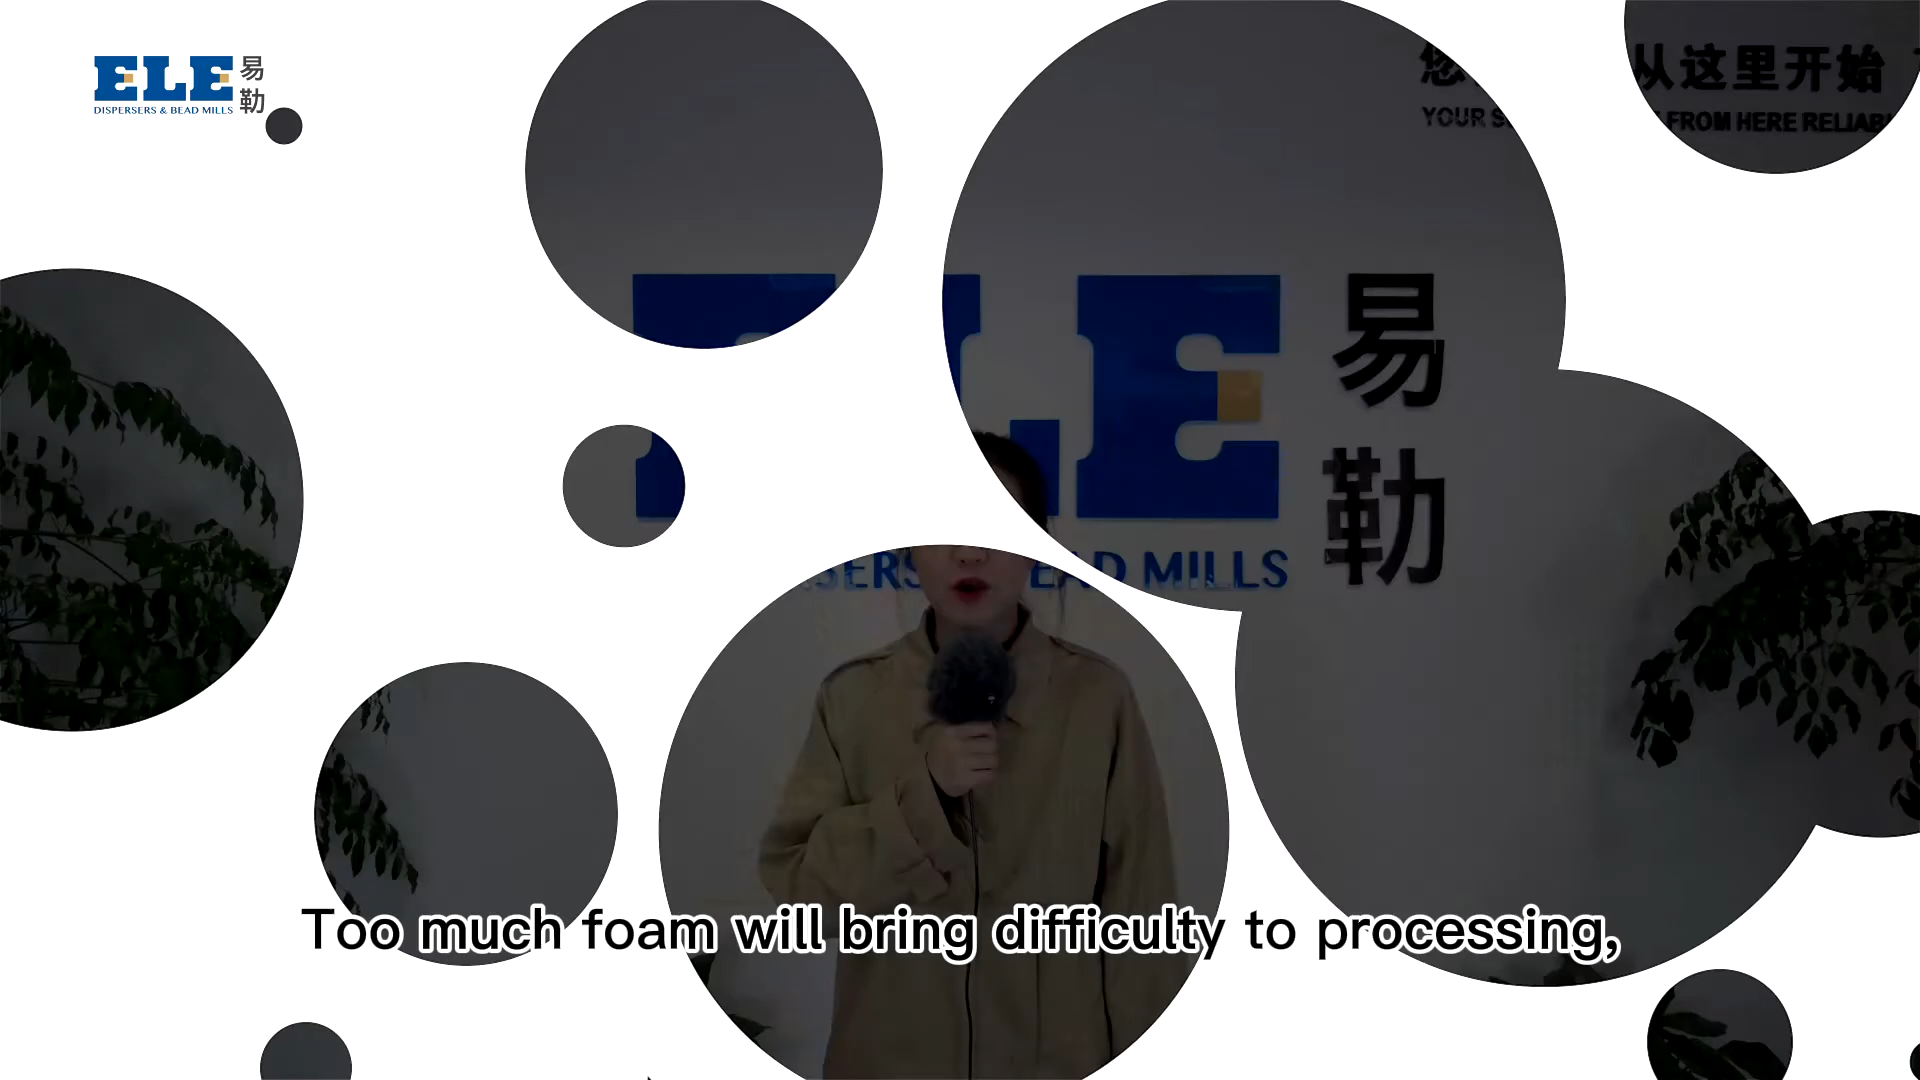 ELE 易勒
DISPERSERS & BEAD MILLS
从这里开始
YOUR
FROM HERE
E 易勒
BEAD MILLS
Too much foam will bring difficulty to processing,